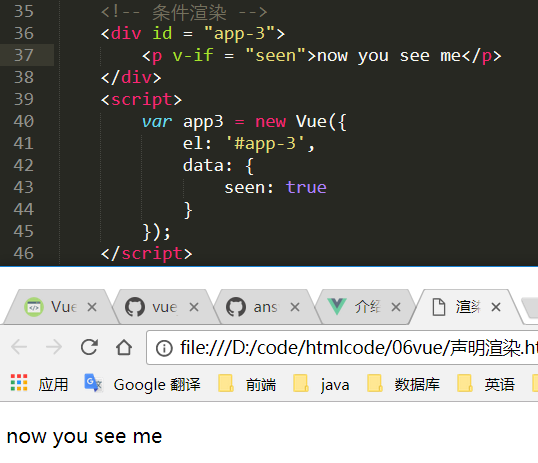 35 <!-- 条件渲染 -->
36 <div id = "app-3">
37 <p v-if = "seen">now you see me</p>
38 </div>
39 <script>
40 var app3 = new Vue({
41 el: '#app-3',
42 data: {
43 seen: true
44 }
45 });
46 </script>
Vue vue ans 介绍 渲染
file:///D:/code/htmlcode/06vue/声明渲染.h
应用 Google 翻译 前端 java 数据库 英语
now you see me